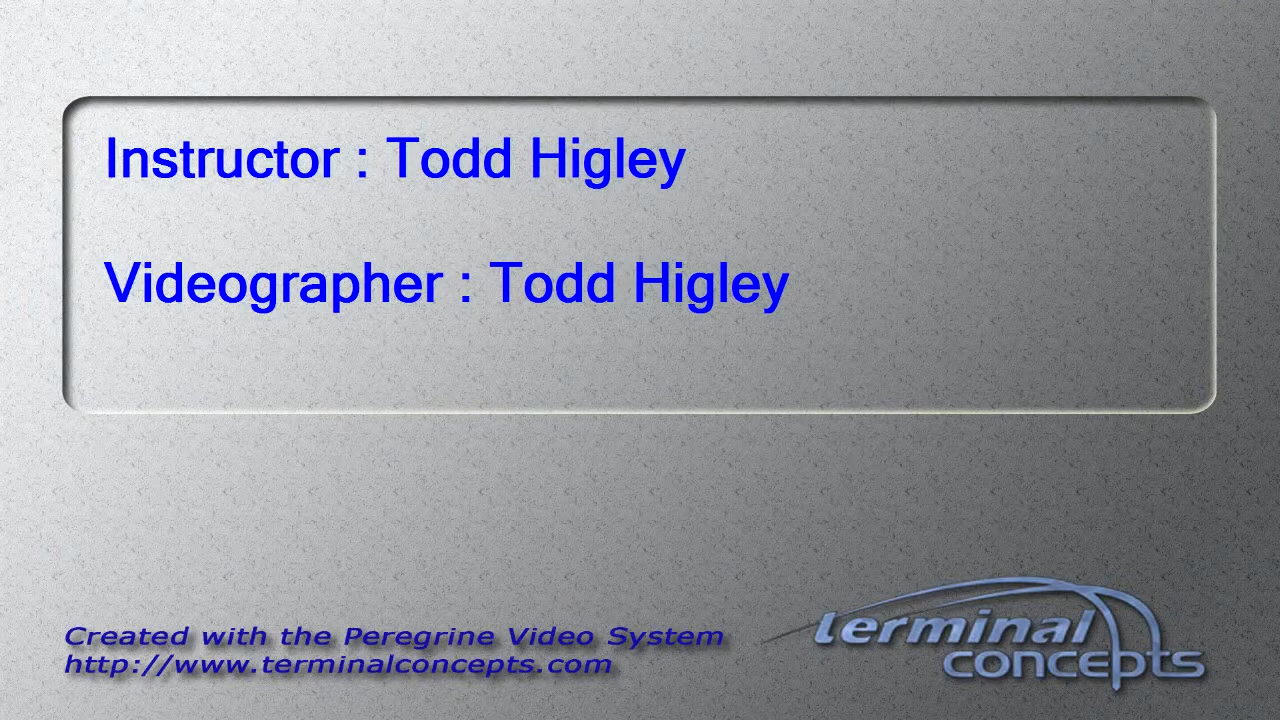 Instructor : Todd Higley
Videographer : Todd Higley
Created with the Peregrine Video System
http://www.terminalconcepts.com
terminal
concepts